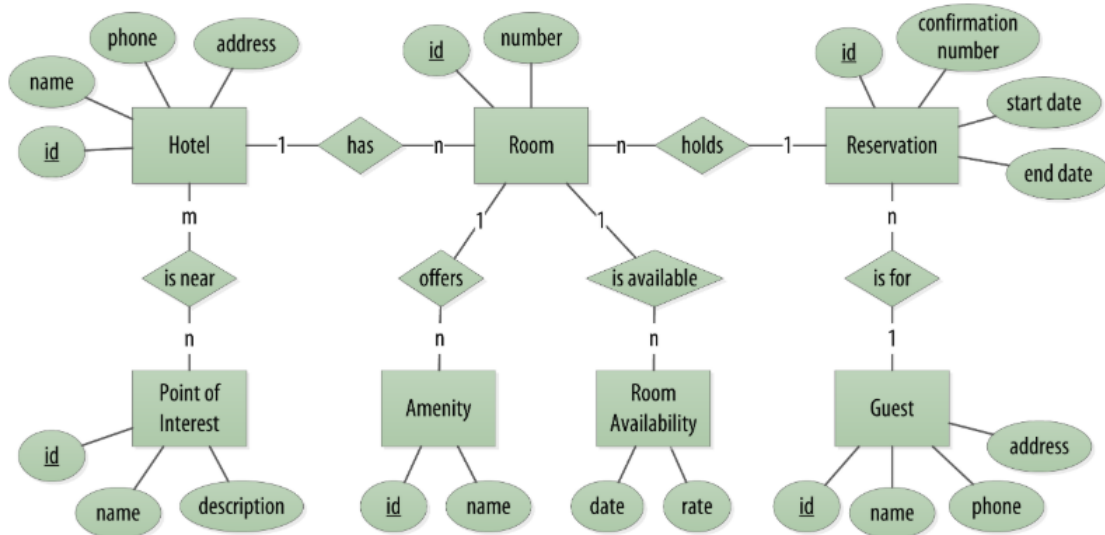 phone
address
name
id
Hotel
1
has
n
id
number
Room
n
holds
1
id
confirmation
number
start date
end date
Reservation
m
is near
n
1
offers
n
1
is available
n
n
is for
1
Point of
Interest
id
name
description
Amenity
id
name
Room
Availability
date
rate
Guest
id
name
phone
address